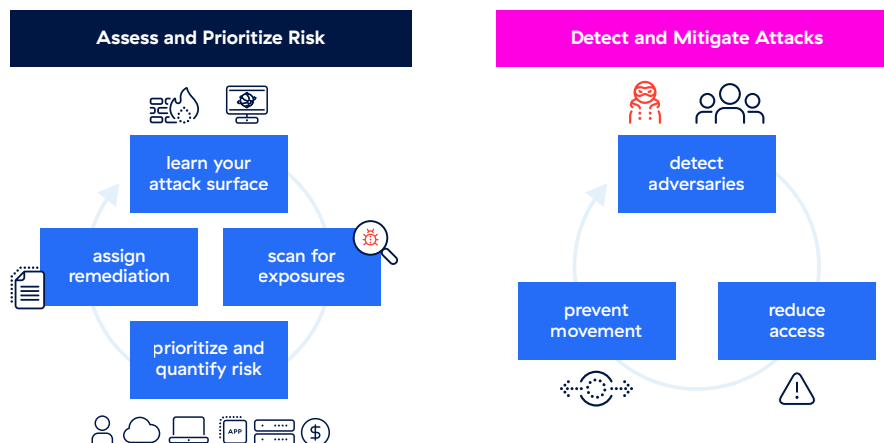 Assess and Prioritize Risk
learn your
attack surface
assign
remediation
scan for
exposures
prioritize and
quantify risk
APP
$
Detect and Mitigate Attacks
detect
adversaries
prevent
movement
reduce
access